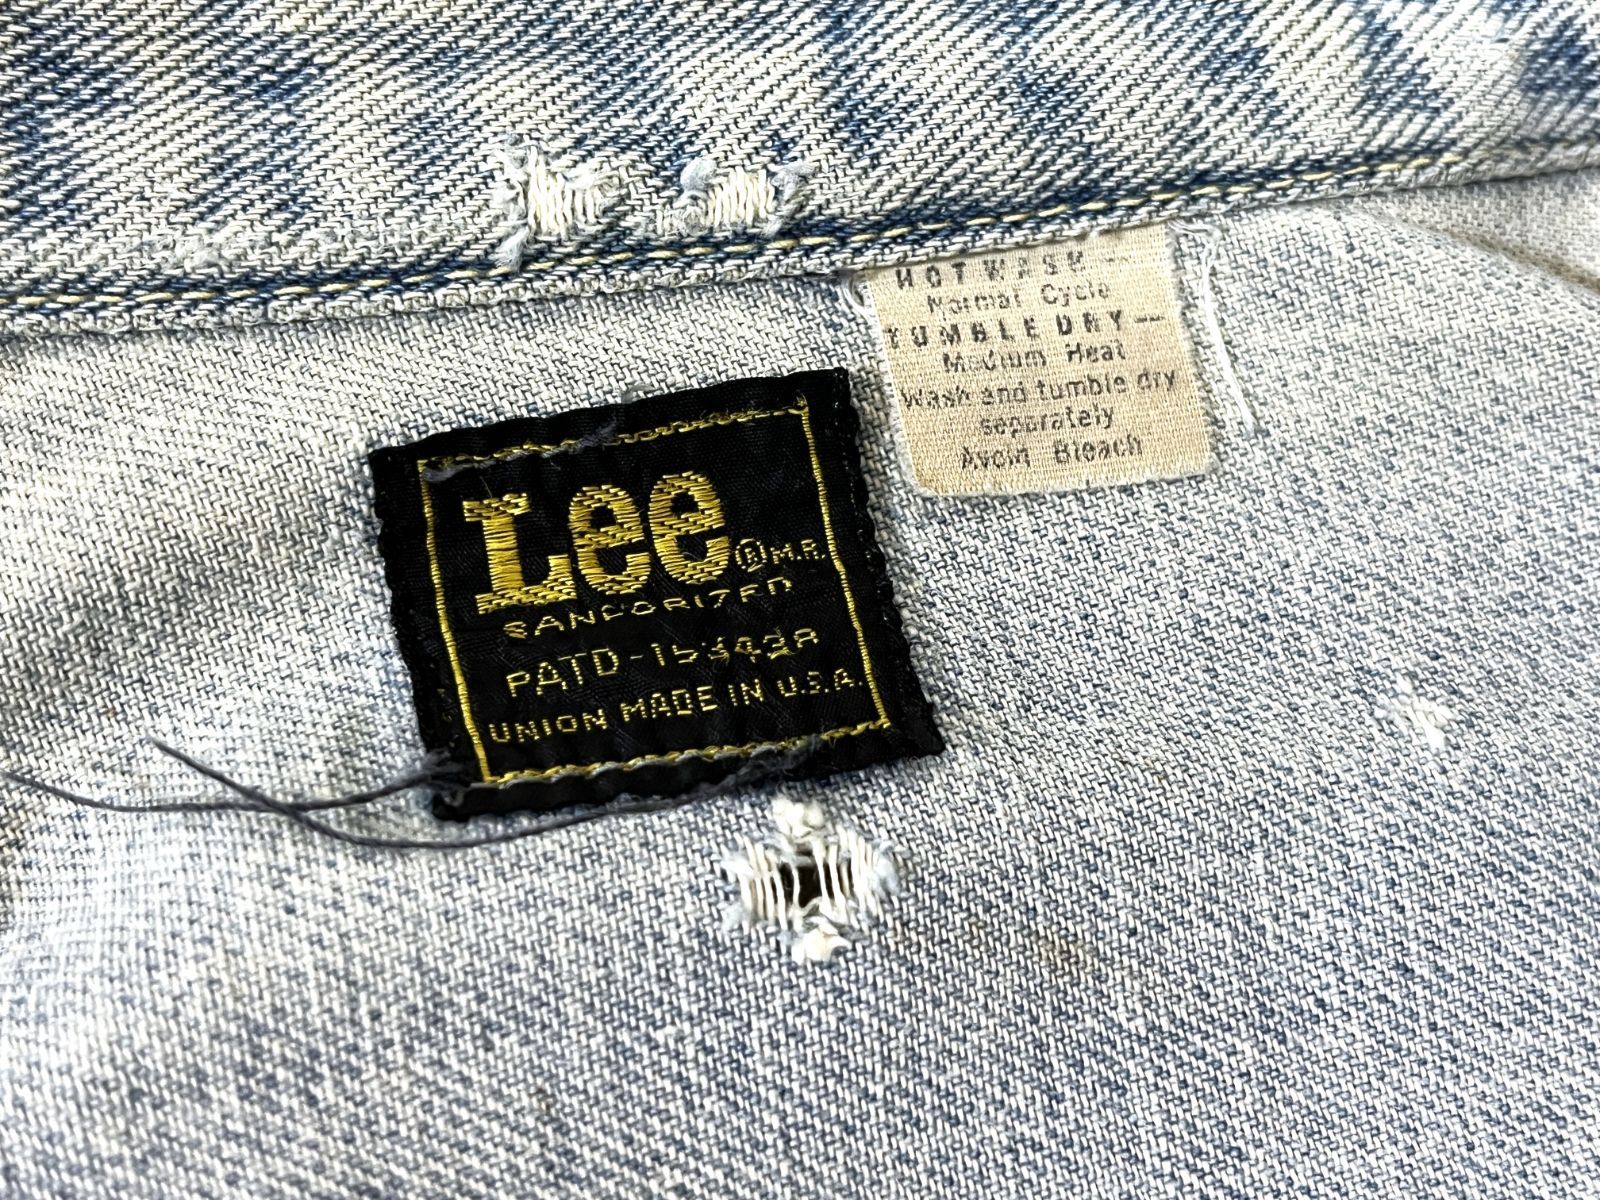 HOT WASH—
Normal Cycle
TUMBLE DRY—
Medium Heat
Wash and tumble dry
separately
Avoid Bleach
Lee ® M.R.
SANFORIZED
PATD-153438
UNION MADE IN U.S.A.